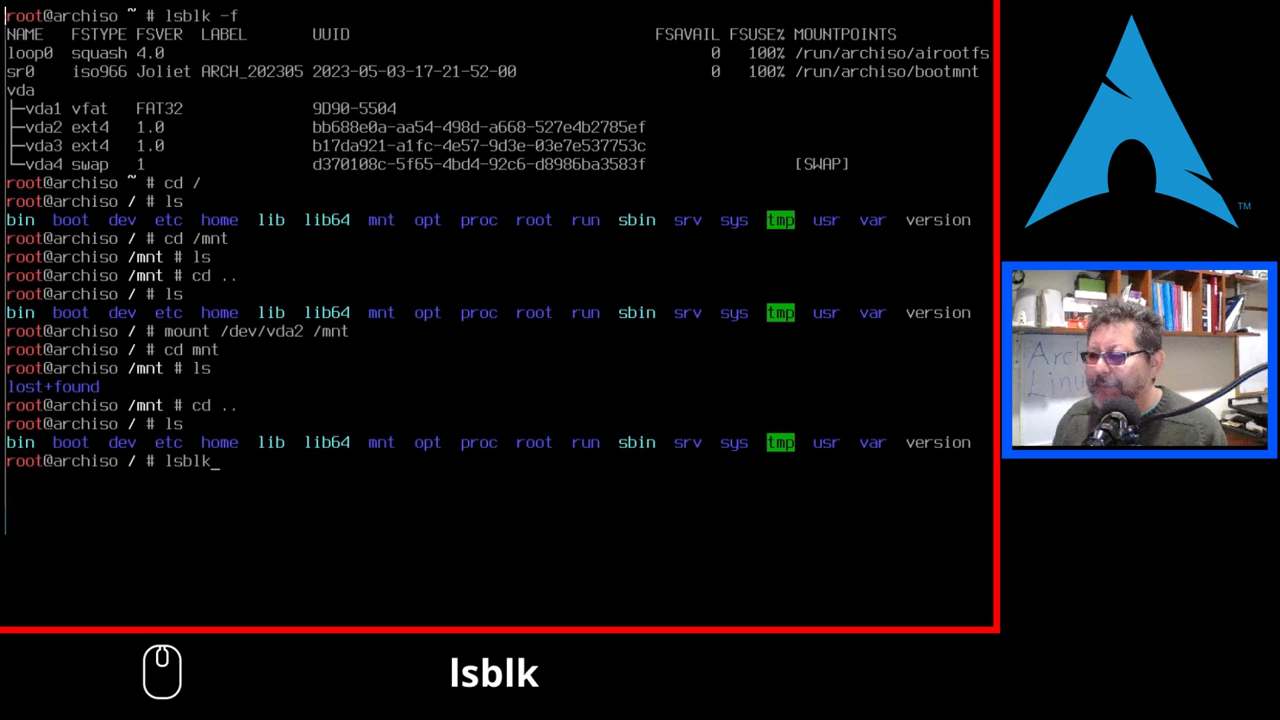 root@archiso ~ # lsblk -f
NAME FSTYPE FSVER LABEL UUID FSAVAIL FSUSE% MOUNTPOINTS
loop0 squash 4.0 0 100% /run/archiso/airootfs
sr0 iso966 Joliet ARCH_202305 2023-05-03-17-21-52-00 0 100% /run/archiso/bootmnt
vda
├─vda1 vfat FAT32 9D90-5504
├─vda2 ext4 1.0 bb688e0a-aa54-498d-a668-527e4b2785ef
├─vda3 ext4 1.0 b17da921-a1fc-4e57-9d3e-03e7e537753c
└─vda4 swap 1 d370108c-5f65-4bd4-92c6-d8986ba3583f [SWAP]
root@archiso ~ # cd /
root@archiso / # ls
bin boot dev etc home lib lib64 mnt opt proc root run sbin srv sys tmp usr var version
root@archiso / # cd /mnt
root@archiso /mnt # ls
root@archiso /mnt # cd ..
root@archiso / # ls
bin boot dev etc home lib lib64 mnt opt proc root run sbin srv sys tmp usr var version
root@archiso / # mount /dev/vda2 /mnt
root@archiso / # cd mnt
root@archiso /mnt # ls
lost+found
root@archiso /mnt # cd ..
root@archiso / # ls
bin boot dev etc home lib lib64 mnt opt proc root run sbin srv sys tmp usr var version
root@archiso / # lsblk_
TM
lsblk